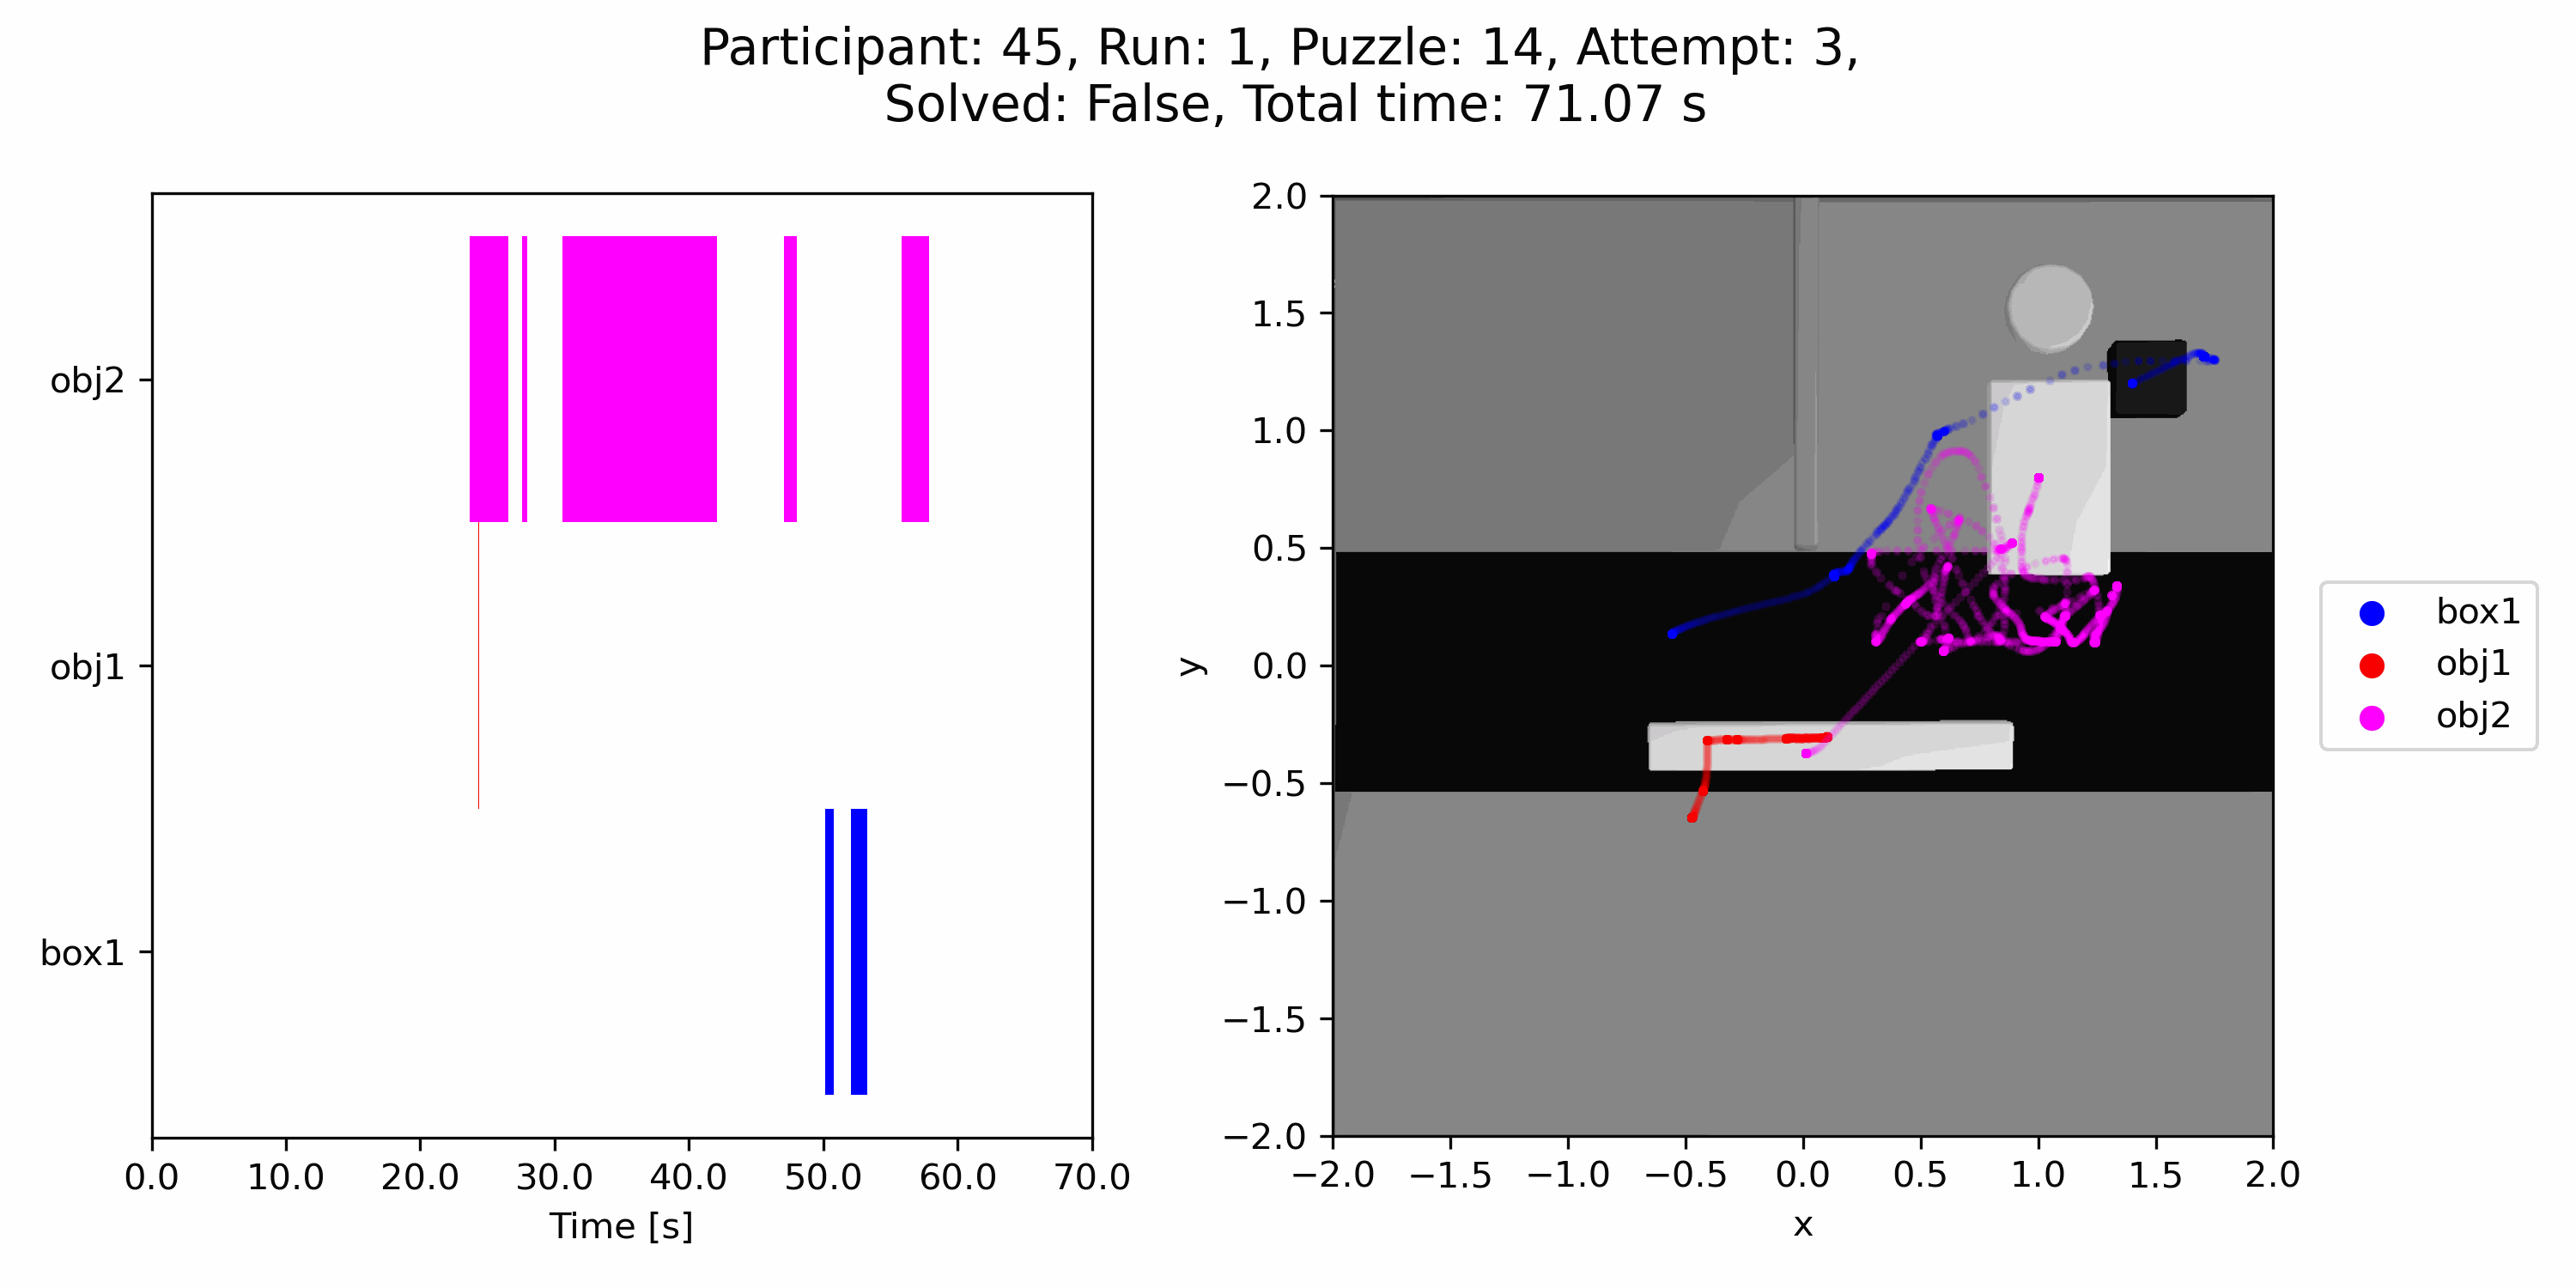 Participant: 45, Run: 1, Puzzle: 14, Attempt: 3,
Solved: False, Total time: 71.07 s
obj2
obj1
box1
0.0 10.0 20.0 30.0 40.0 50.0 60.0 70.0
Time [s]
2.0
1.5
1.0
0.5
0.0
−0.5
−1.0
−1.5
−2.0
y
−2.0 −1.5 −1.0 −0.5 0.0 0.5 1.0 1.5 2.0
x
box1
obj1
obj2